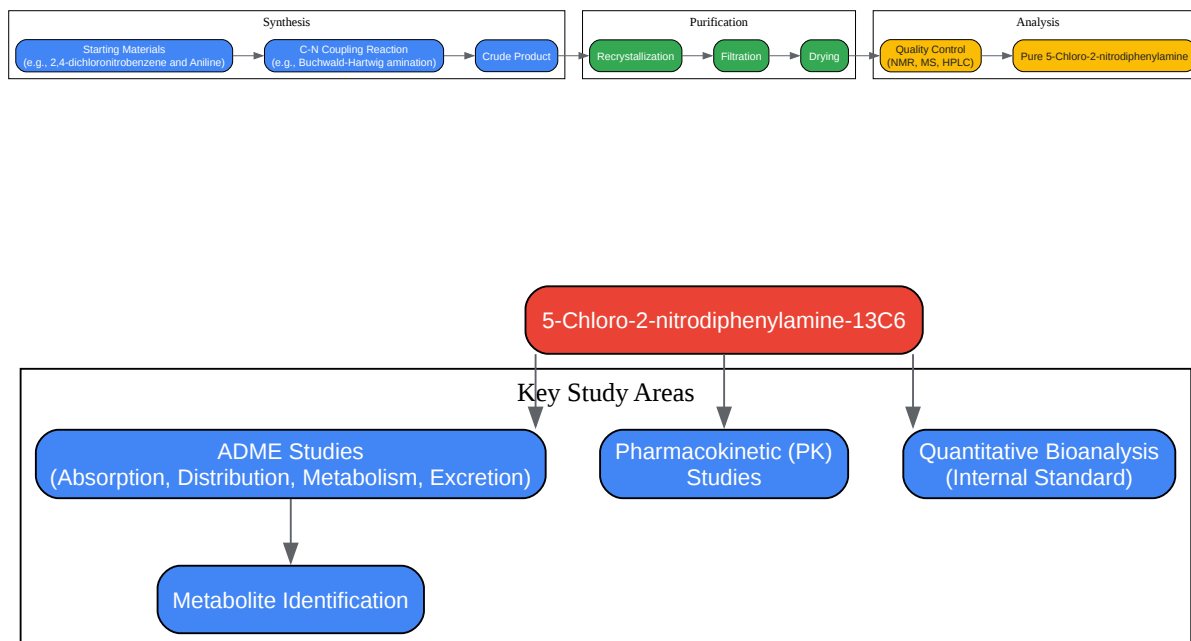 Synthesis
Starting Materials
(e.g., 2,4-dichloronitrobenzene and Aniline)
C-N Coupling Reaction
(e.g., Buchwald-Hartwig amination)
Crude Product
Purification
Recrystallization
Filtration
Drying
Analysis
Quality Control
(NMR, MS, HPLC)
Pure 5-Chloro-2-nitrodiphenylamine
5-Chloro-2-nitrodiphenylamine-13C6
Key Study Areas
ADME Studies
(Absorption, Distribution, Metabolism, Excretion)
Pharmacokinetic (PK)
Studies
Quantitative Bioanalysis
(Internal Standard)
Metabolite Identification